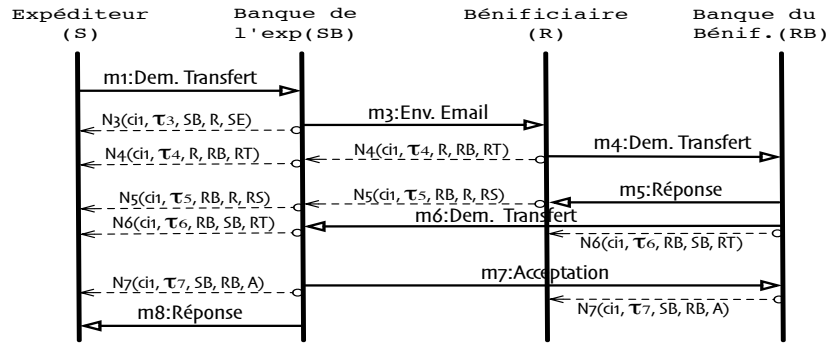 Expéditeur
(S)
Banque de
l'exp(SB)
Bénificiaire
(R)
Banque du
Bénif.(RB)
m1:Dem. Transfert
N3(ci1, τ3, SB, R, SE)
m3:Env. Email
N4(ci1, τ4, R, RB, RT)
N4(ci1, τ4, R, RB, RT)
m4:Dem. Transfert
N5(ci1, τ5, RB, R, RS)
N5(ci1, τ5, RB, R, RS)
m5:Réponse
N6(ci1, τ6, RB, SB, RT)
m6:Dem. Transfert
N6(ci1, τ6, RB, SB, RT)
N7(ci1, τ7, SB, RB, A)
m7:Acceptation
N7(ci1, τ7, SB, RB, A)
m8:Réponse